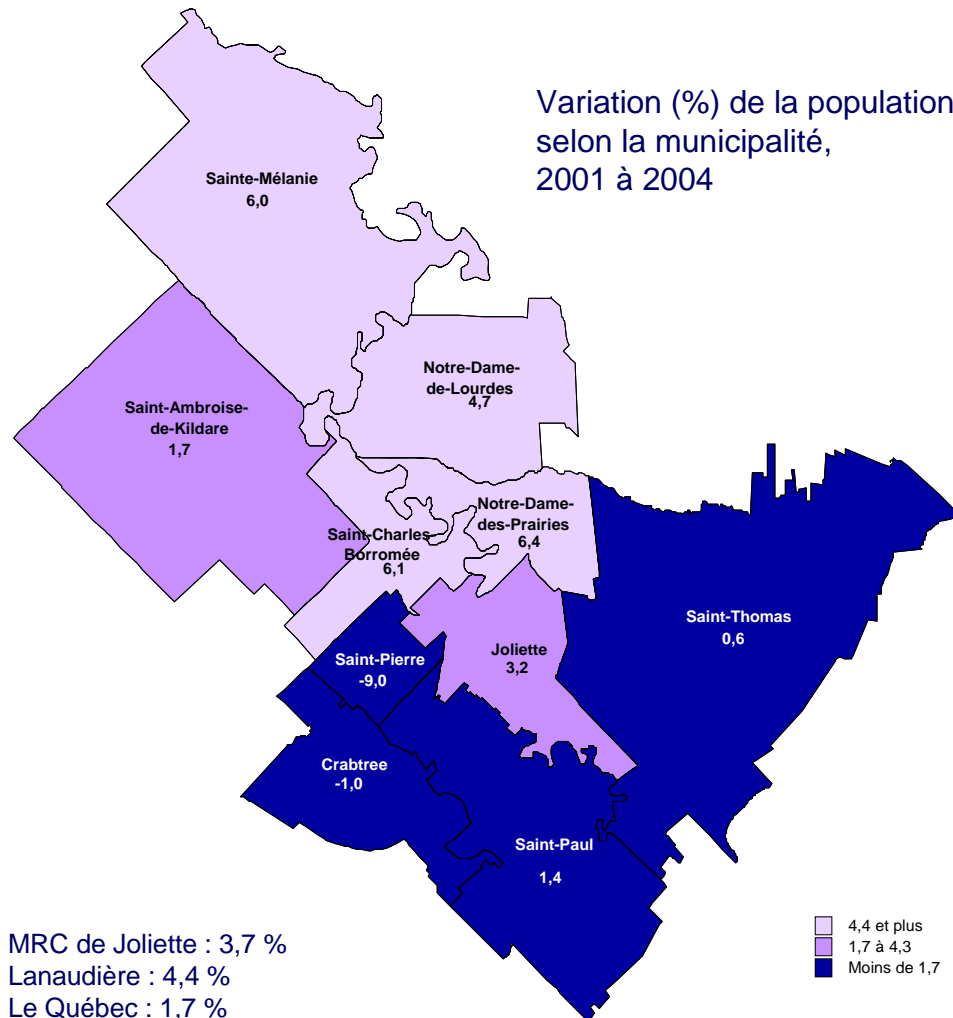 Variation (%) de la population
selon la municipalité,
2001 à 2004
Sainte-Mélanie
6,0
Notre-Dame-
de-Lourdes
4,7
Saint-Ambroise-
de-Kildare
1,7
Notre-Dame-
des-Prairies
6,4
Saint-Charles-
Borromée
6,1
Saint-Thomas
0,6
Joliette
3,2
Saint-Pierre
-9,0
Crabtree
-1,0
Saint-Paul
1,4
MRC de Joliette : 3,7 %
Lanaudière : 4,4 %
Le Québec : 1,7 %
4,4 et plus
1,7 à 4,3
Moins de 1,7